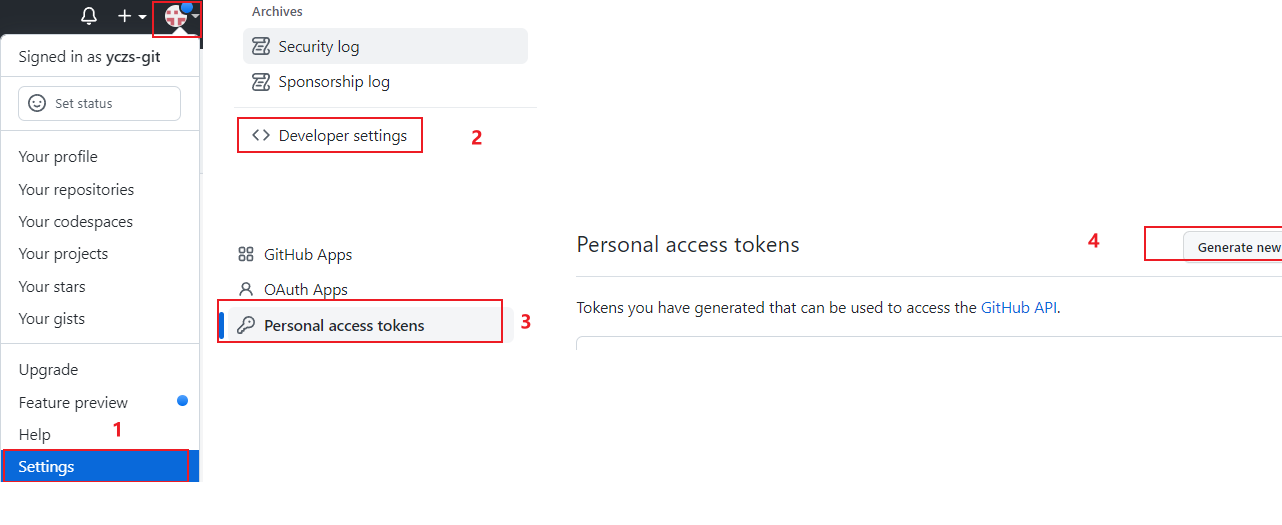 Signed in as yczs-git
Set status
Your profile
Your repositories
Your codespaces
Your projects
Your stars
Your gists
Upgrade
Feature preview
Help
1
Settings
Archives
Security log
Sponsorship log
Developer settings
2
GitHub Apps
OAuth Apps
Personal access tokens
3
Personal access tokens
4
Generate new
Tokens you have generated that can be used to access the GitHub API.